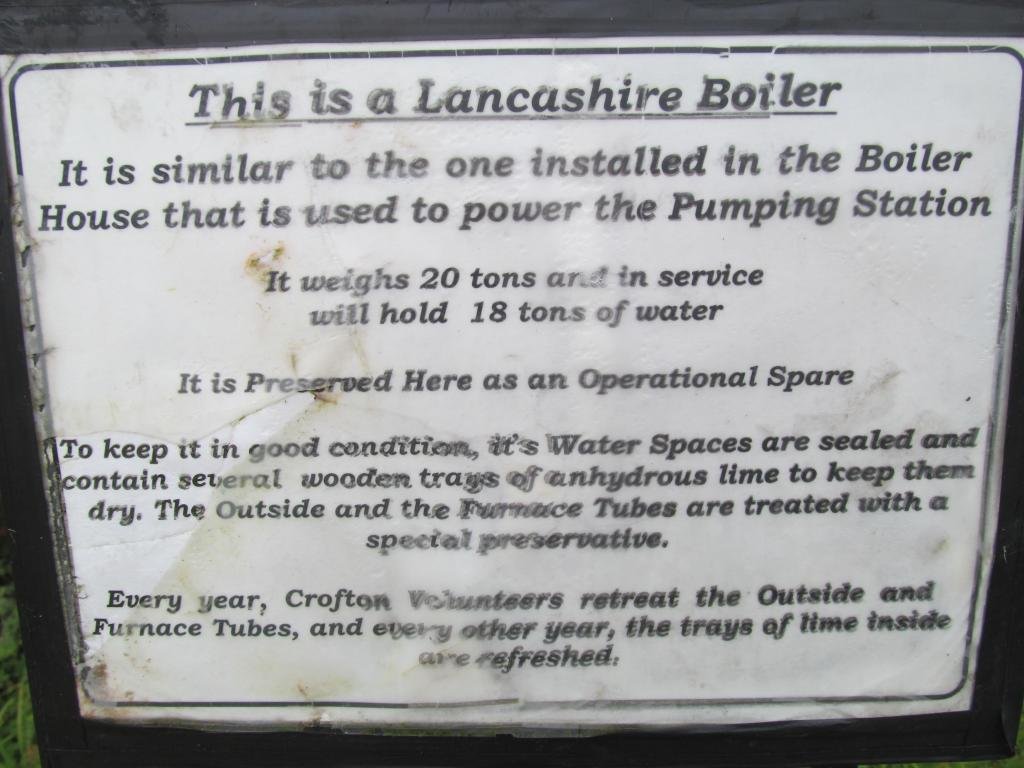 This is a Lancashire Boiler
It is similar to the one installed in the Boiler
House that is used to power the Pumping Station
It weighs 20 tons and in service
will hold 18 tons of water
It is Preserved Here as an Operational Spare
To keep it in good condition, it's Water Spaces are sealed and
contain several wooden trays of anhydrous lime to keep them
dry. The Outside and the Furnace Tubes are treated with a
special preservative.
Every year, Crofton Volunteers retreat the Outside and
Furnace Tubes, and every other year, the trays of lime inside
are refreshed.